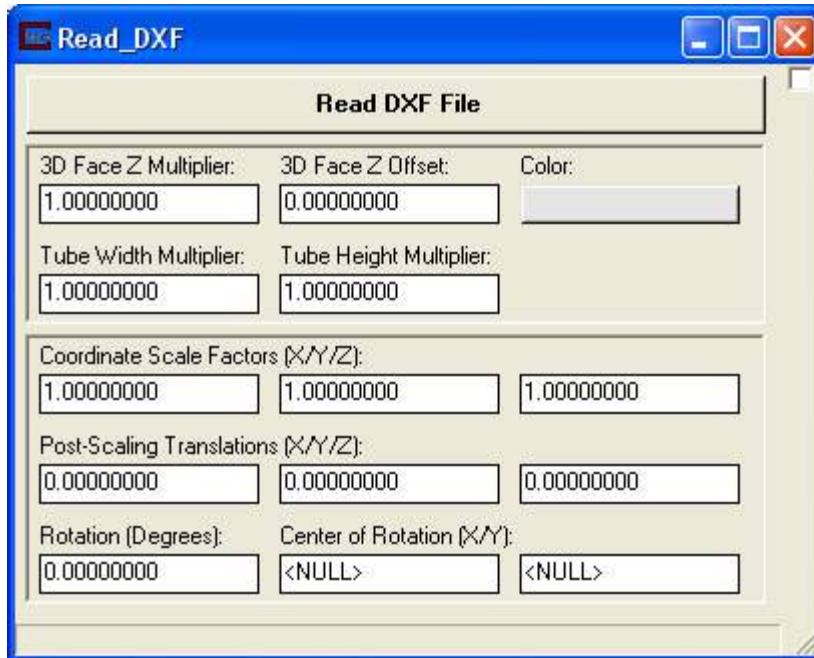 Read_DXF
Read DXF File
3D Face Z Multiplier: 3D Face Z Offset: Color:
1.00000000 0.00000000
Tube Width Multiplier: Tube Height Multiplier:
1.00000000 1.00000000
Coordinate Scale Factors (X/Y/Z):
1.00000000 1.00000000 1.00000000
Post-Scaling Translations (X/Y/Z):
0.00000000 0.00000000 0.00000000
Rotation (Degrees): Center of Rotation (X/Y):
0.00000000 <NULL> <NULL>